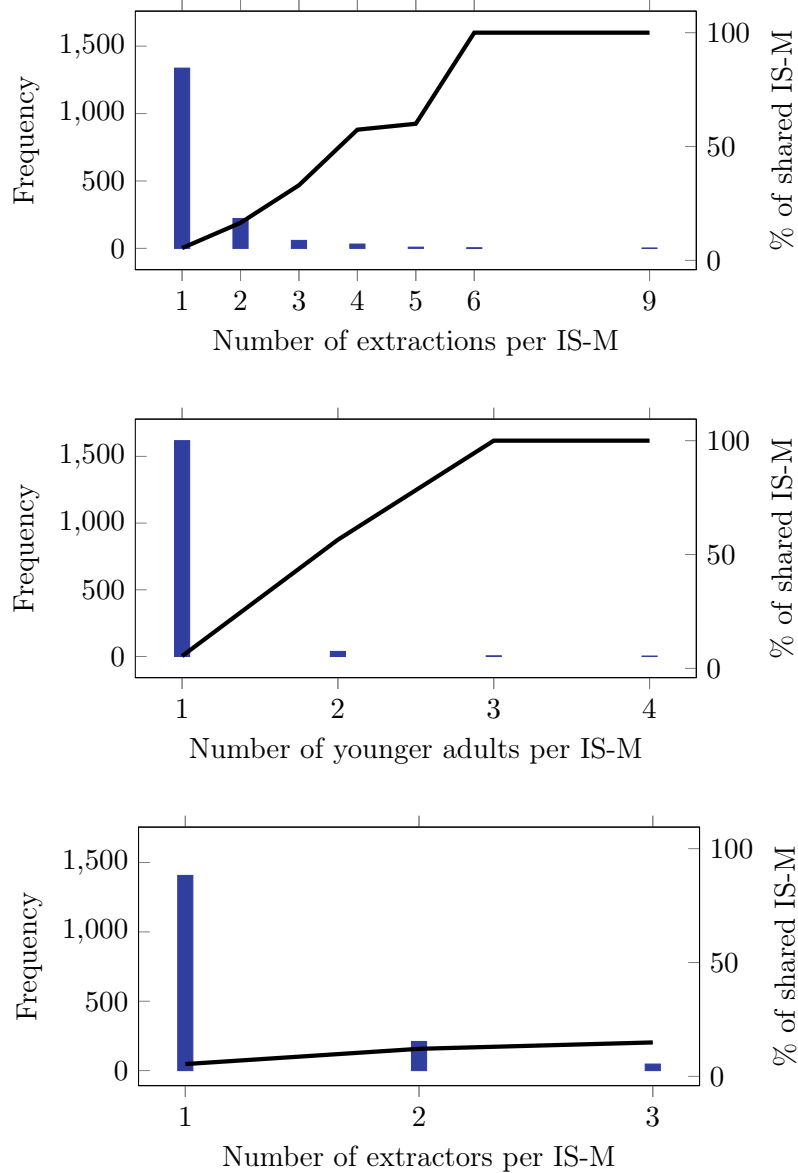 1,500
1,000
500
0
Frequency
100
50
0
% of shared IS-M
1 2 3 4 5 6 9
Number of extractions per IS-M
1,500
1,000
500
0
Frequency
100
50
0
% of shared IS-M
1 2 3 4
Number of younger adults per IS-M
1,500
1,000
500
0
Frequency
100
50
0
% of shared IS-M
1 2 3
Number of extractors per IS-M